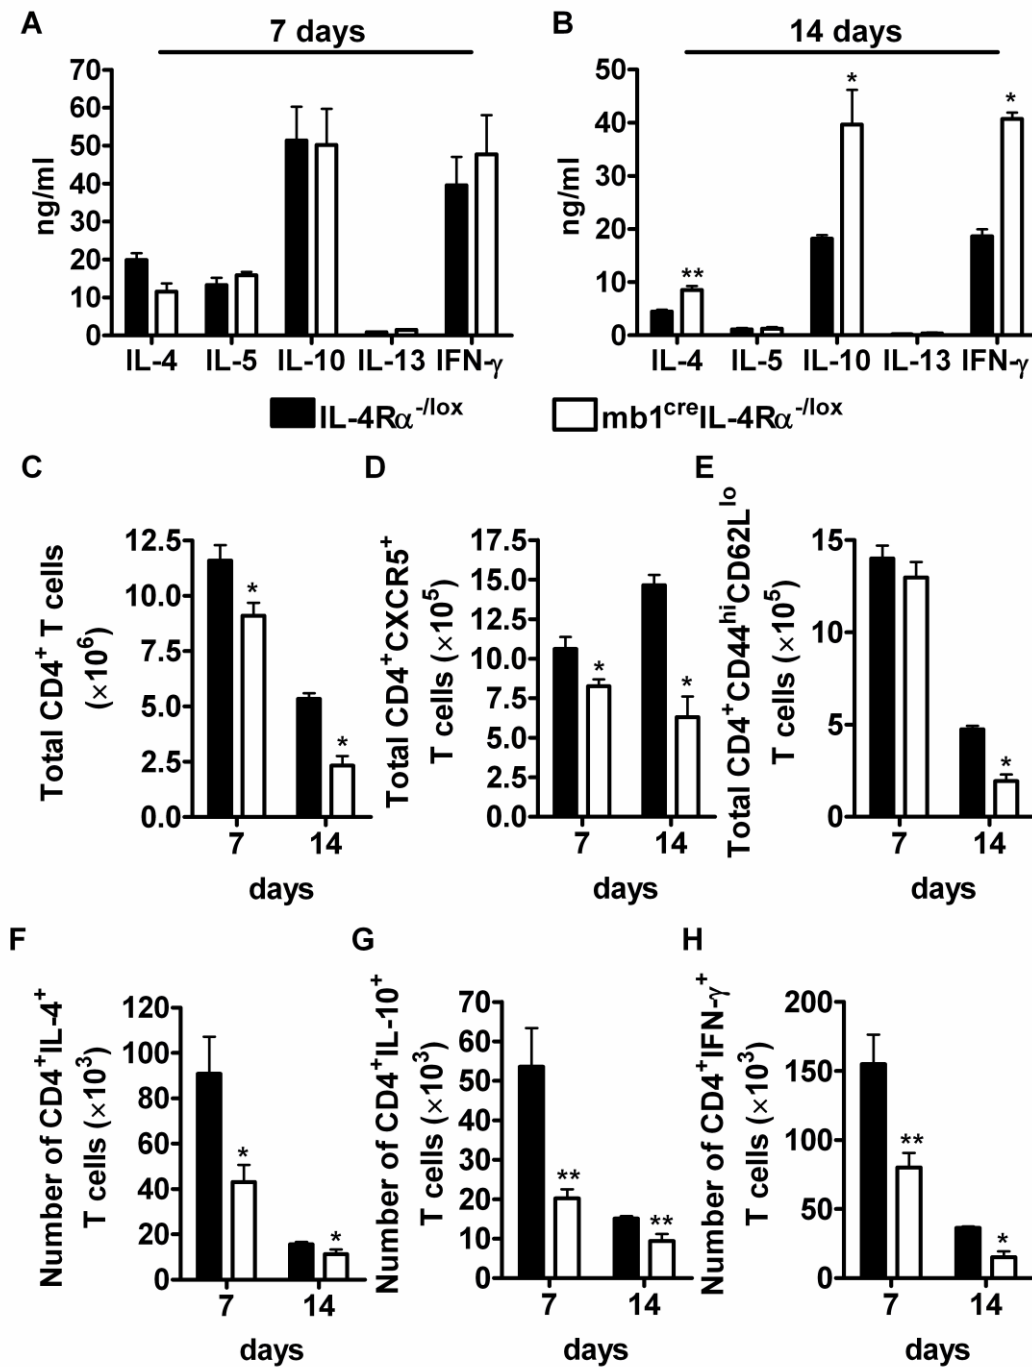 A
7 days
ng/ml
70
60
50
40
30
20
10
0
IL-4 IL-5 IL-10 IL-13 IFN-γ
B
14 days
ng/ml
50
40
30
20
10
0
** * *
IL-4 IL-5 IL-10 IL-13 IFN-γ
IL-4Rα-/lox
mb1creIL-4Rα-/lox
C
Total CD4+ T cells
(×10⁶)
12.5
10.0
7.5
5.0
2.5
0.0
* *
7 14
days
D
Total CD4+CXCR5+
T cells (×10⁵)
17.5
15.0
12.5
10.0
7.5
5.0
2.5
0.0
* *
7 14
days
E
Total CD4+CD44hiCD62Llo
T cells (×10⁵)
15
10
5
0
*
7 14
days
F
Number of CD4+IL-4+
T cells (×10³)
120
100
80
60
40
20
0
* *
7 14
days
G
Number of CD4+IL-10+
T cells (×10³)
70
60
50
40
30
20
10
0
** **
7 14
days
H
Number of CD4+IFN-γ+
T cells (×10³)
200
150
100
50
0
** *
7 14
days